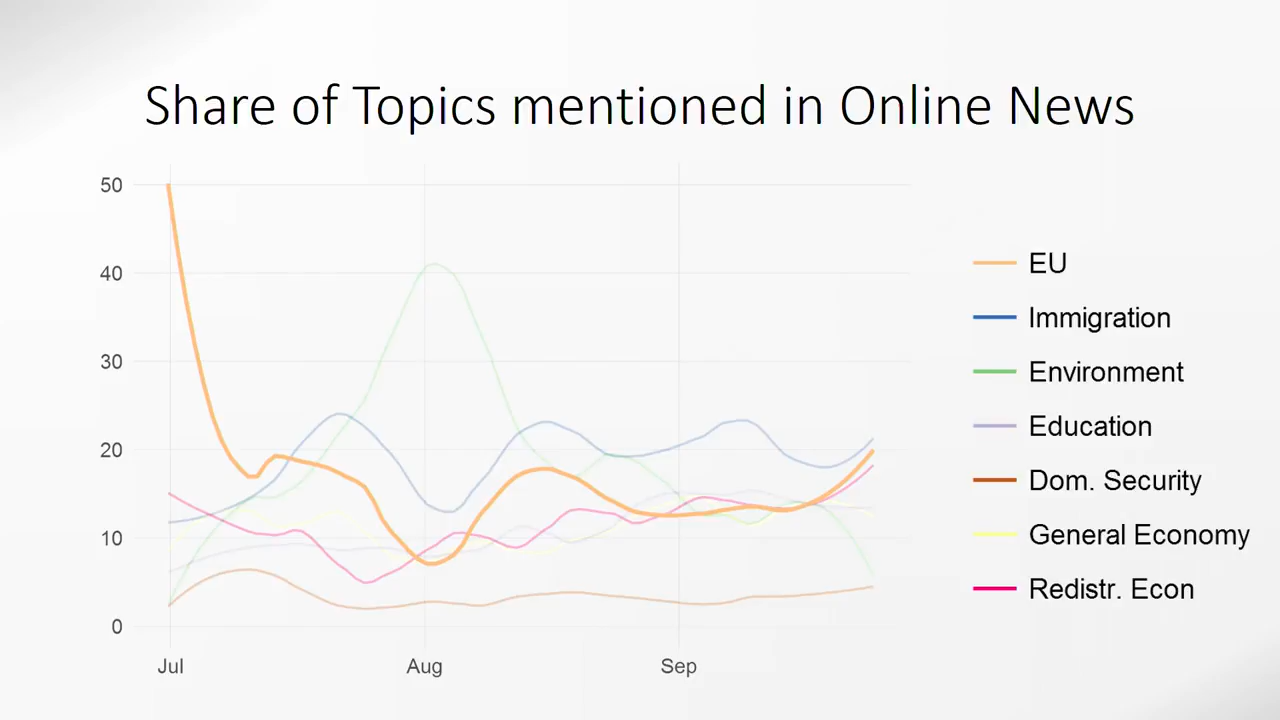 Share of Topics mentioned in Online News
50
40
30
20
10
0
Jul Aug Sep
EU
Immigration
Environment
Education
Dom. Security
General Economy
Redistr. Econ